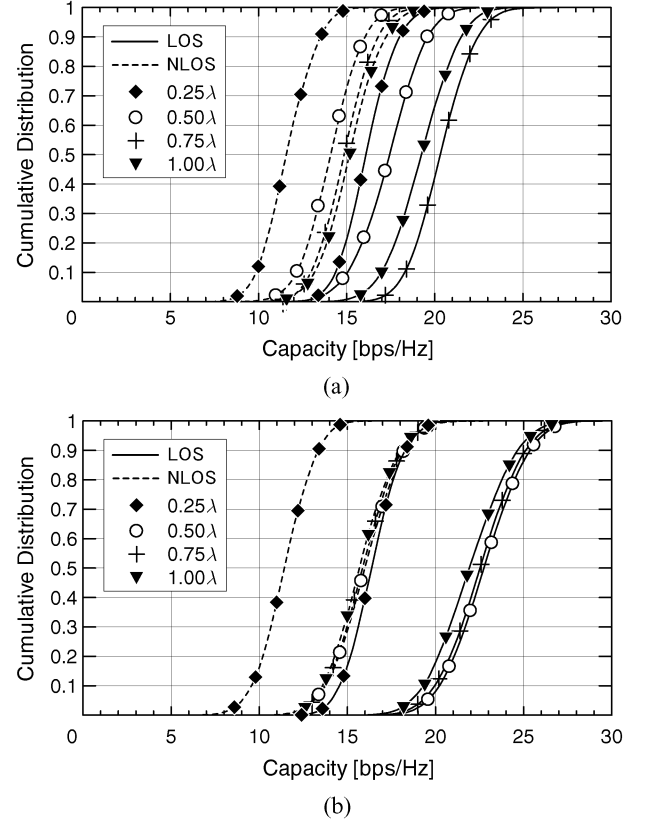 1
0.9
0.8
0.7
0.6
0.5
0.4
0.3
0.2
0.1
Cumulative Distribution
LOS
NLOS
0.25λ
0.50λ
0.75λ
1.00λ
0 5 10 15 20 25 30
Capacity [bps/Hz]
(a)
1
0.9
0.8
0.7
0.6
0.5
0.4
0.3
0.2
0.1
Cumulative Distribution
LOS
NLOS
0.25λ
0.50λ
0.75λ
1.00λ
0 5 10 15 20 25 30
Capacity [bps/Hz]
(b)